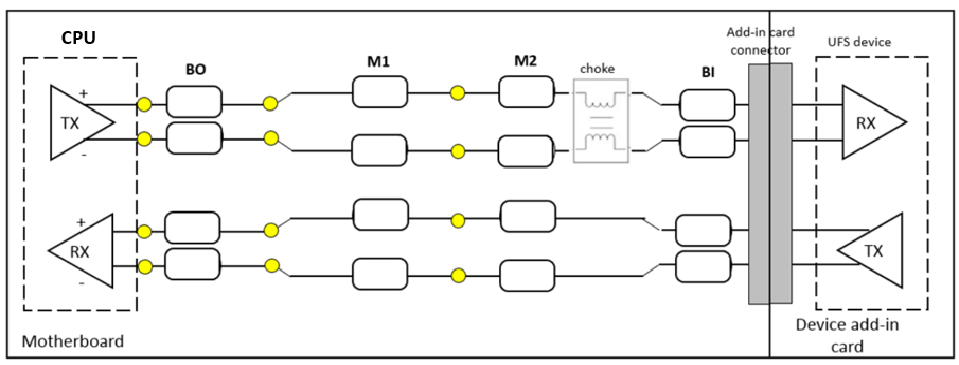 CPU
Add-in card
connector
UFS device
BO
M1
M2
choke
BI
+
TX
-
RX
+
RX
-
TX
Motherboard
Device add-in
card